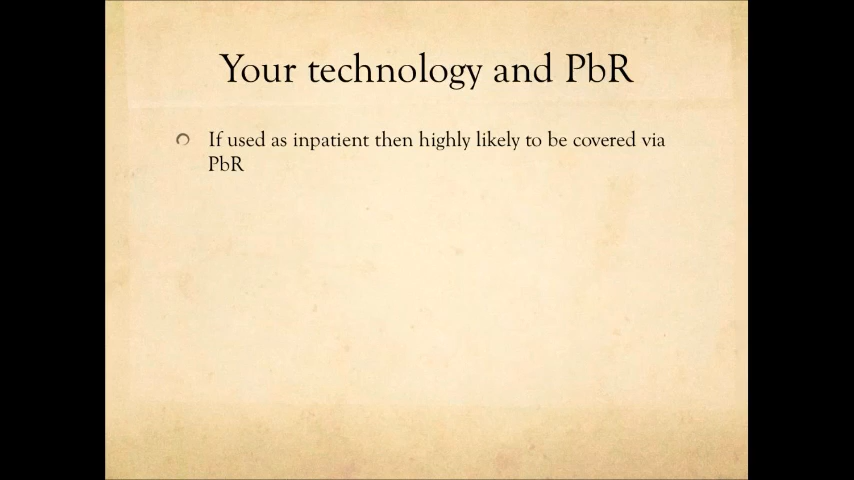 Your technology and PbR
If used as inpatient then highly likely to be covered via
PbR